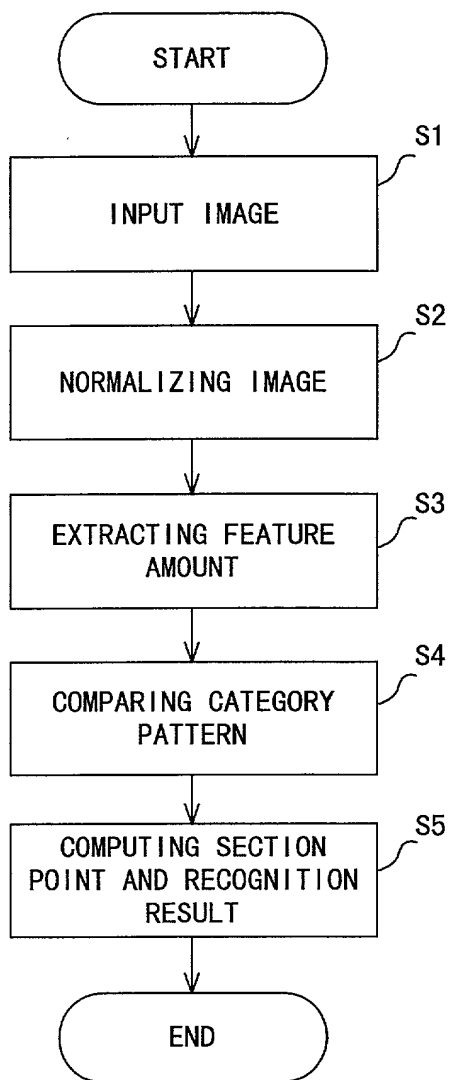 START
S1
INPUT IMAGE
S2
NORMALIZING IMAGE
S3
EXTRACTING FEATURE
AMOUNT
S4
COMPARING CATEGORY
PATTERN
S5
COMPUTING SECTION
POINT AND RECOGNITION
RESULT
END